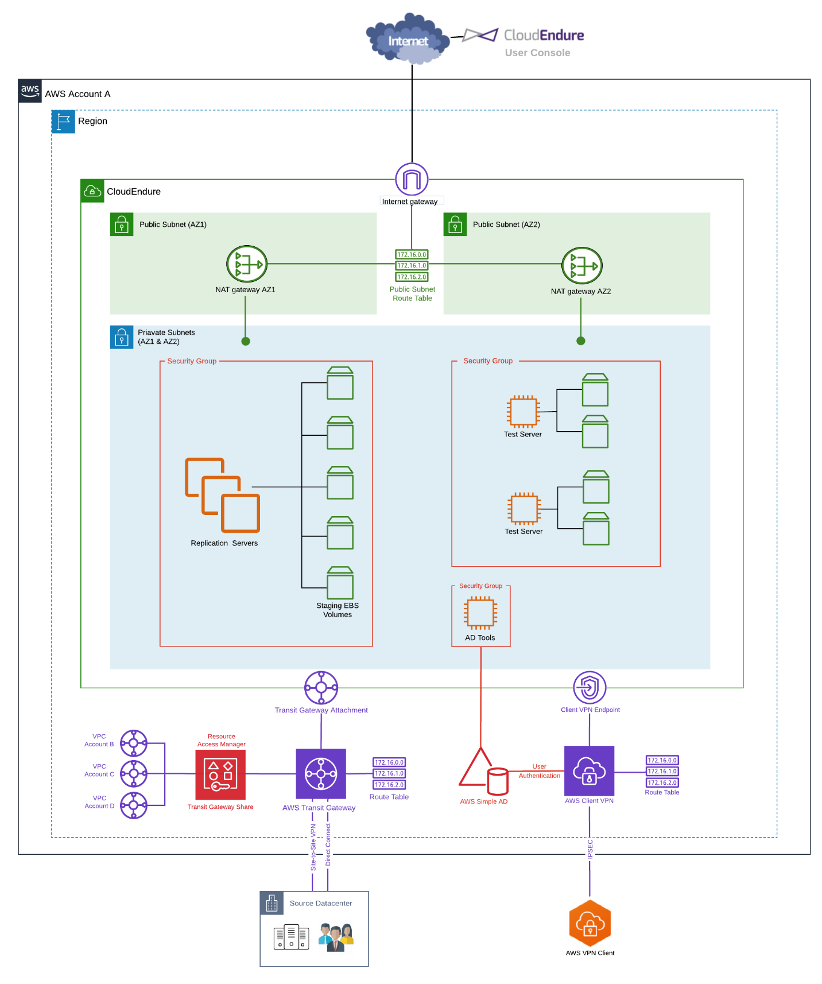 Internet
CloudEndure
User Console
aws
AWS Account A
Region
CloudEndure
Internet gateway
Public Subnet (AZ1)
Public Subnet (AZ2)
172.16.0.0
172.16.1.0
172.16.2.0
NAT gateway AZ1
Public Subnet
Route Table
NAT gateway AZ2
Priavate Subnets
(AZ1 & AZ2)
Security Group
Security Group
Test Server
Test Server
Replication Servers
Staging EBS
Volumes
Security Group
AD Tools
Transit Gateway Attachment
Client VPN Endpoint
VPC
Account B
VPC
Account C
VPC
Account D
Resource
Access Manager
Transit Gateway Share
AWS Transit Gateway
172.16.0.0
172.16.1.0
172.16.2.0
Route Table
AWS Simple AD
User
Authentication
AWS Client VPN
172.16.0.0
172.16.1.0
172.16.2.0
Route Table
Site-to-Site VPN
Direct Connect
IPSEC
Source Datacenter
AWS VPN Client